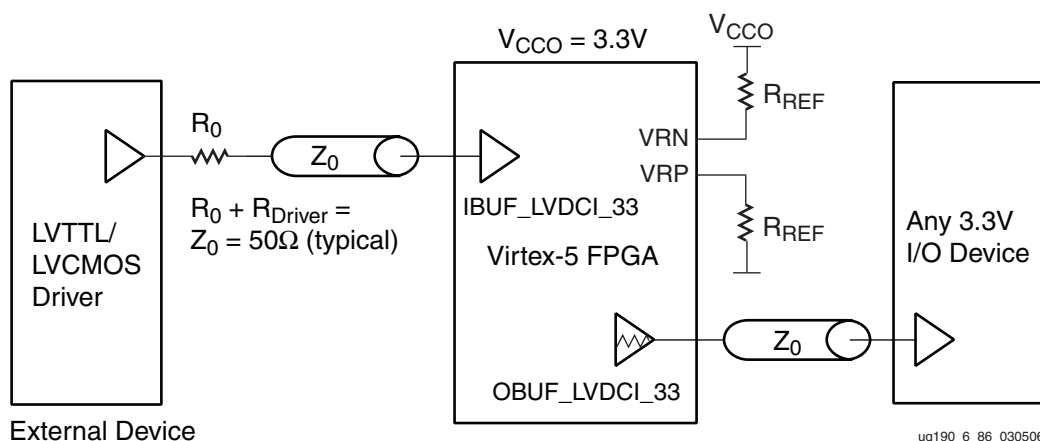 V_CCO = 3.3V
V_CCO
R_REF
R_0
Z_0
VRN
VRP
R_0 + R_Driver =
Z_0 = 50Ω (typical)
IBUF_LVDCI_33
Virtex-5 FPGA
R_REF
LVTTL/
LVCMOS
Driver
Any 3.3V
I/O Device
Z_0
OBUF_LVDCI_33
External Device
ug190_6_86_030506